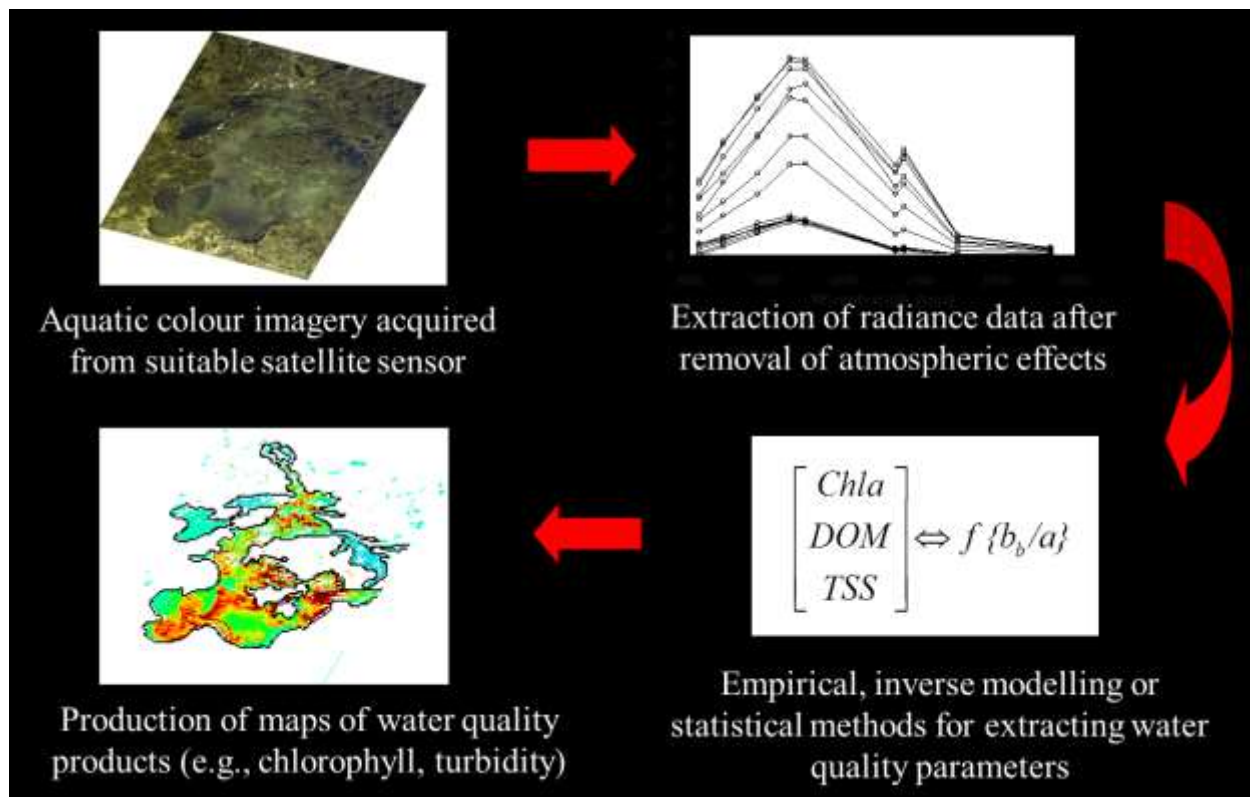 Aquatic colour imagery acquired
from suitable satellite sensor
Extraction of radiance data after
removal of atmospheric effects
Chla
DOM
TSS
⇔ f {b_b/a}
Empirical, inverse modelling or
statistical methods for extracting water
quality parameters
Production of maps of water quality
products (e.g., chlorophyll, turbidity)